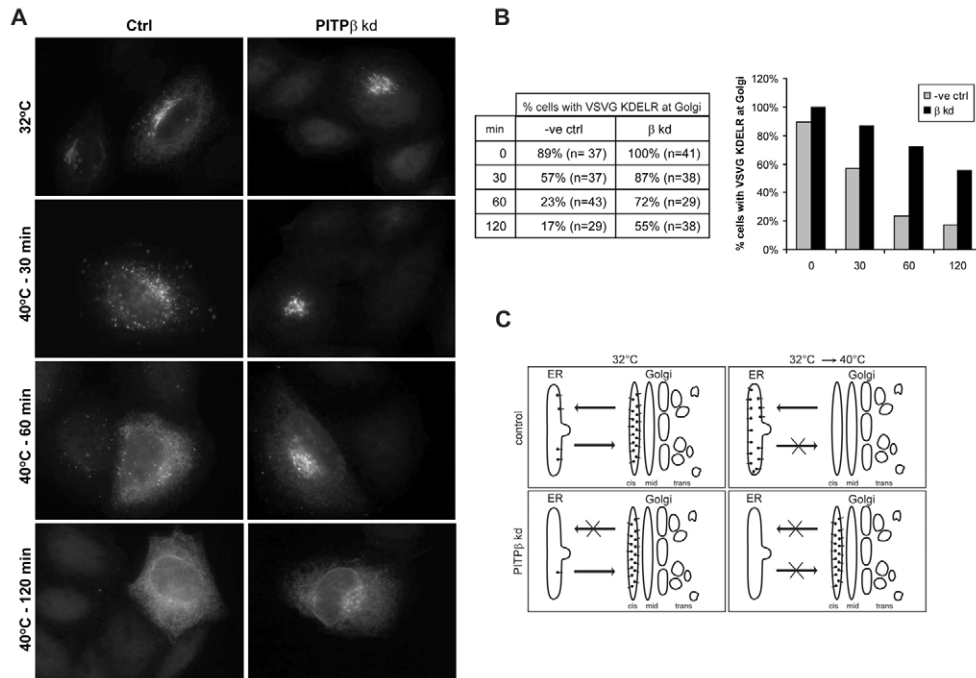 A
Ctrl
PITPβ kd
32ºC
40ºC - 30 min
40ºC - 60 min
40ºC - 120 min
B
% cells with VSVG KDELR at Golgi
min
-ve ctrl
β kd
0
89% (n= 37)
100% (n=41)
30
57% (n=37)
87% (n=38)
60
23% (n=43)
72% (n=29)
120
17% (n=29)
55% (n=38)
% cells with VSVG KDELR at Golgi
120%
100%
80%
60%
40%
20%
0%
0
30
60
120
-ve ctrl
β kd
C
32°C
32°C → 40°C
control
ER
Golgi
cis
mid
trans
ER
Golgi
cis
mid
trans
PITPβ kd
ER
Golgi
cis
mid
trans
ER
Golgi
cis
mid
trans